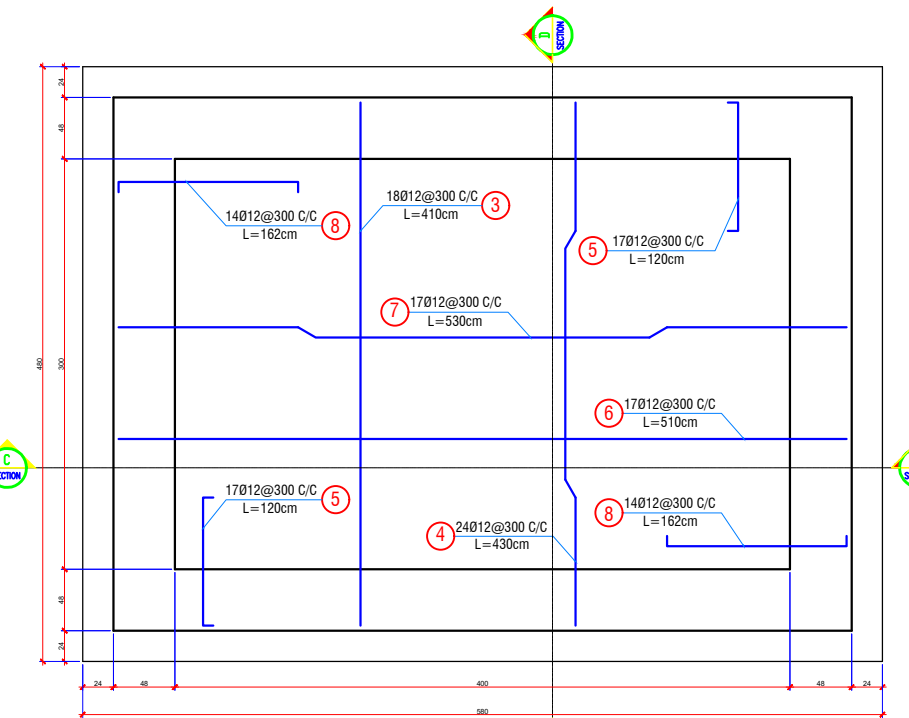 D
SECTION
24
48
14Ø12@300 C/C
L=162cm
8
18Ø12@300 C/C
L=410cm
3
5
17Ø12@300 C/C
L=120cm
7
17Ø12@300 C/C
L=530cm
480
300
6
17Ø12@300 C/C
L=510cm
C
ECTION
S
17Ø12@300 C/C
L=120cm
5
4
24Ø12@300 C/C
L=430cm
8
14Ø12@300 C/C
L=162cm
48
24
24
48
400
48
24
580